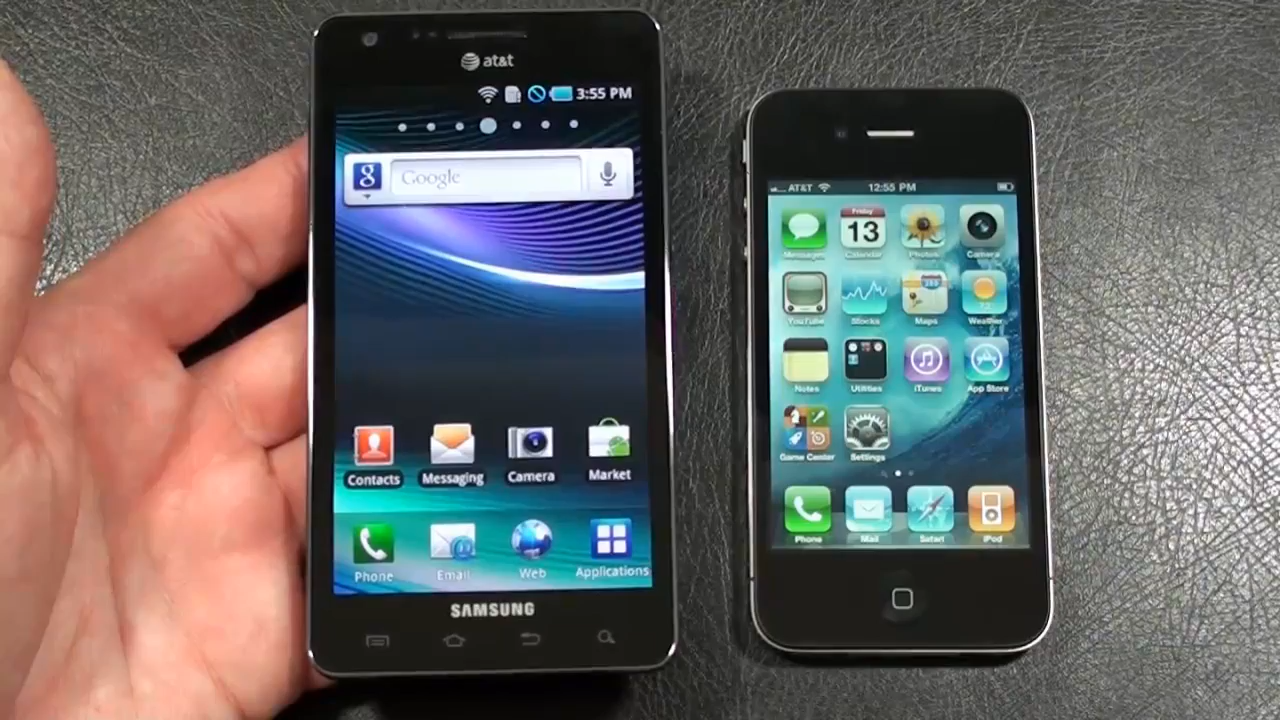 at&t
3:55 PM
g Google
Contacts Messaging Camera Market
Phone Email Web Applications
SAMSUNG
AT&T 12:55 PM
Friday
13
Messages Calendar Photos Camera
YouTube Stocks Maps Weather
Notes Utilities iTunes App Store
Game Center Settings
Phone Mail Safari iPod